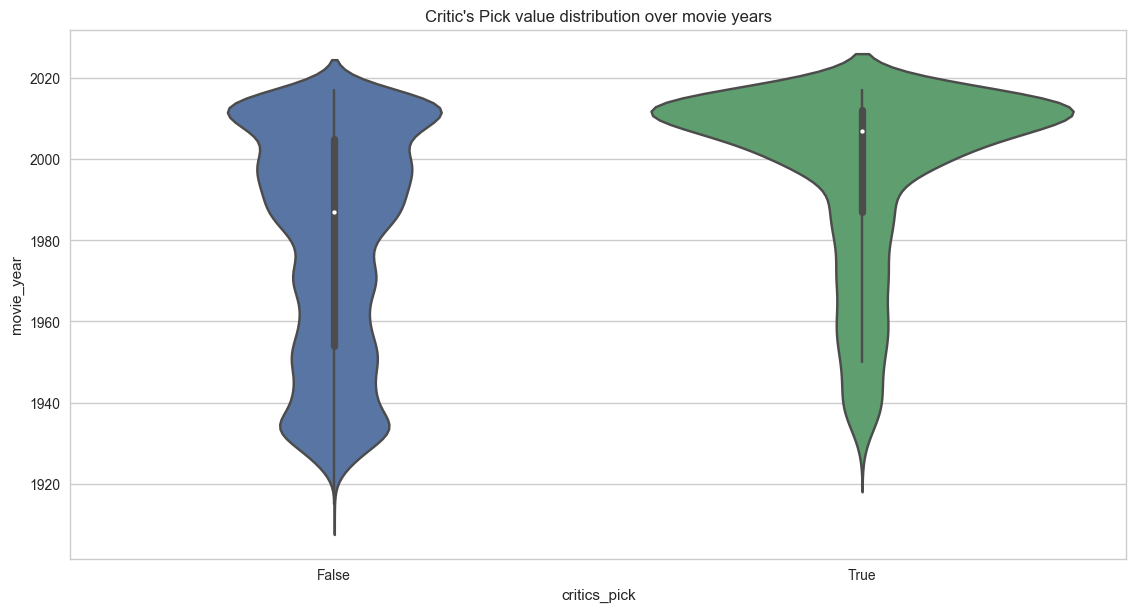 Critic's Pick value distribution over movie years
movie_year
2020
2000
1980
1960
1940
1920
False
True
critics_pick